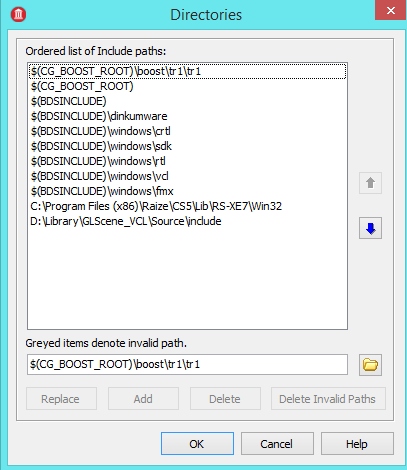 Directories
Ordered list of Include paths:
$(CG_BOOST_ROOT)\boost\tr1\tr1
$(CG_BOOST_ROOT)
$(BDSINCLUDE)
$(BDSINCLUDE)\dinkumware
$(BDSINCLUDE)\windows\crtl
$(BDSINCLUDE)\windows\sdk
$(BDSINCLUDE)\windows\rtl
$(BDSINCLUDE)\windows\vcl
$(BDSINCLUDE)\windows\fmx
C:\Program Files (x86)\Raize\CS5\Lib\RS-XE7\Win32
D:\Library\GLScene_VCL\Source\include
Greyed items denote invalid path.
$(CG_BOOST_ROOT)\boost\tr1\tr1
Replace Add Delete Delete Invalid Paths
OK Cancel Help